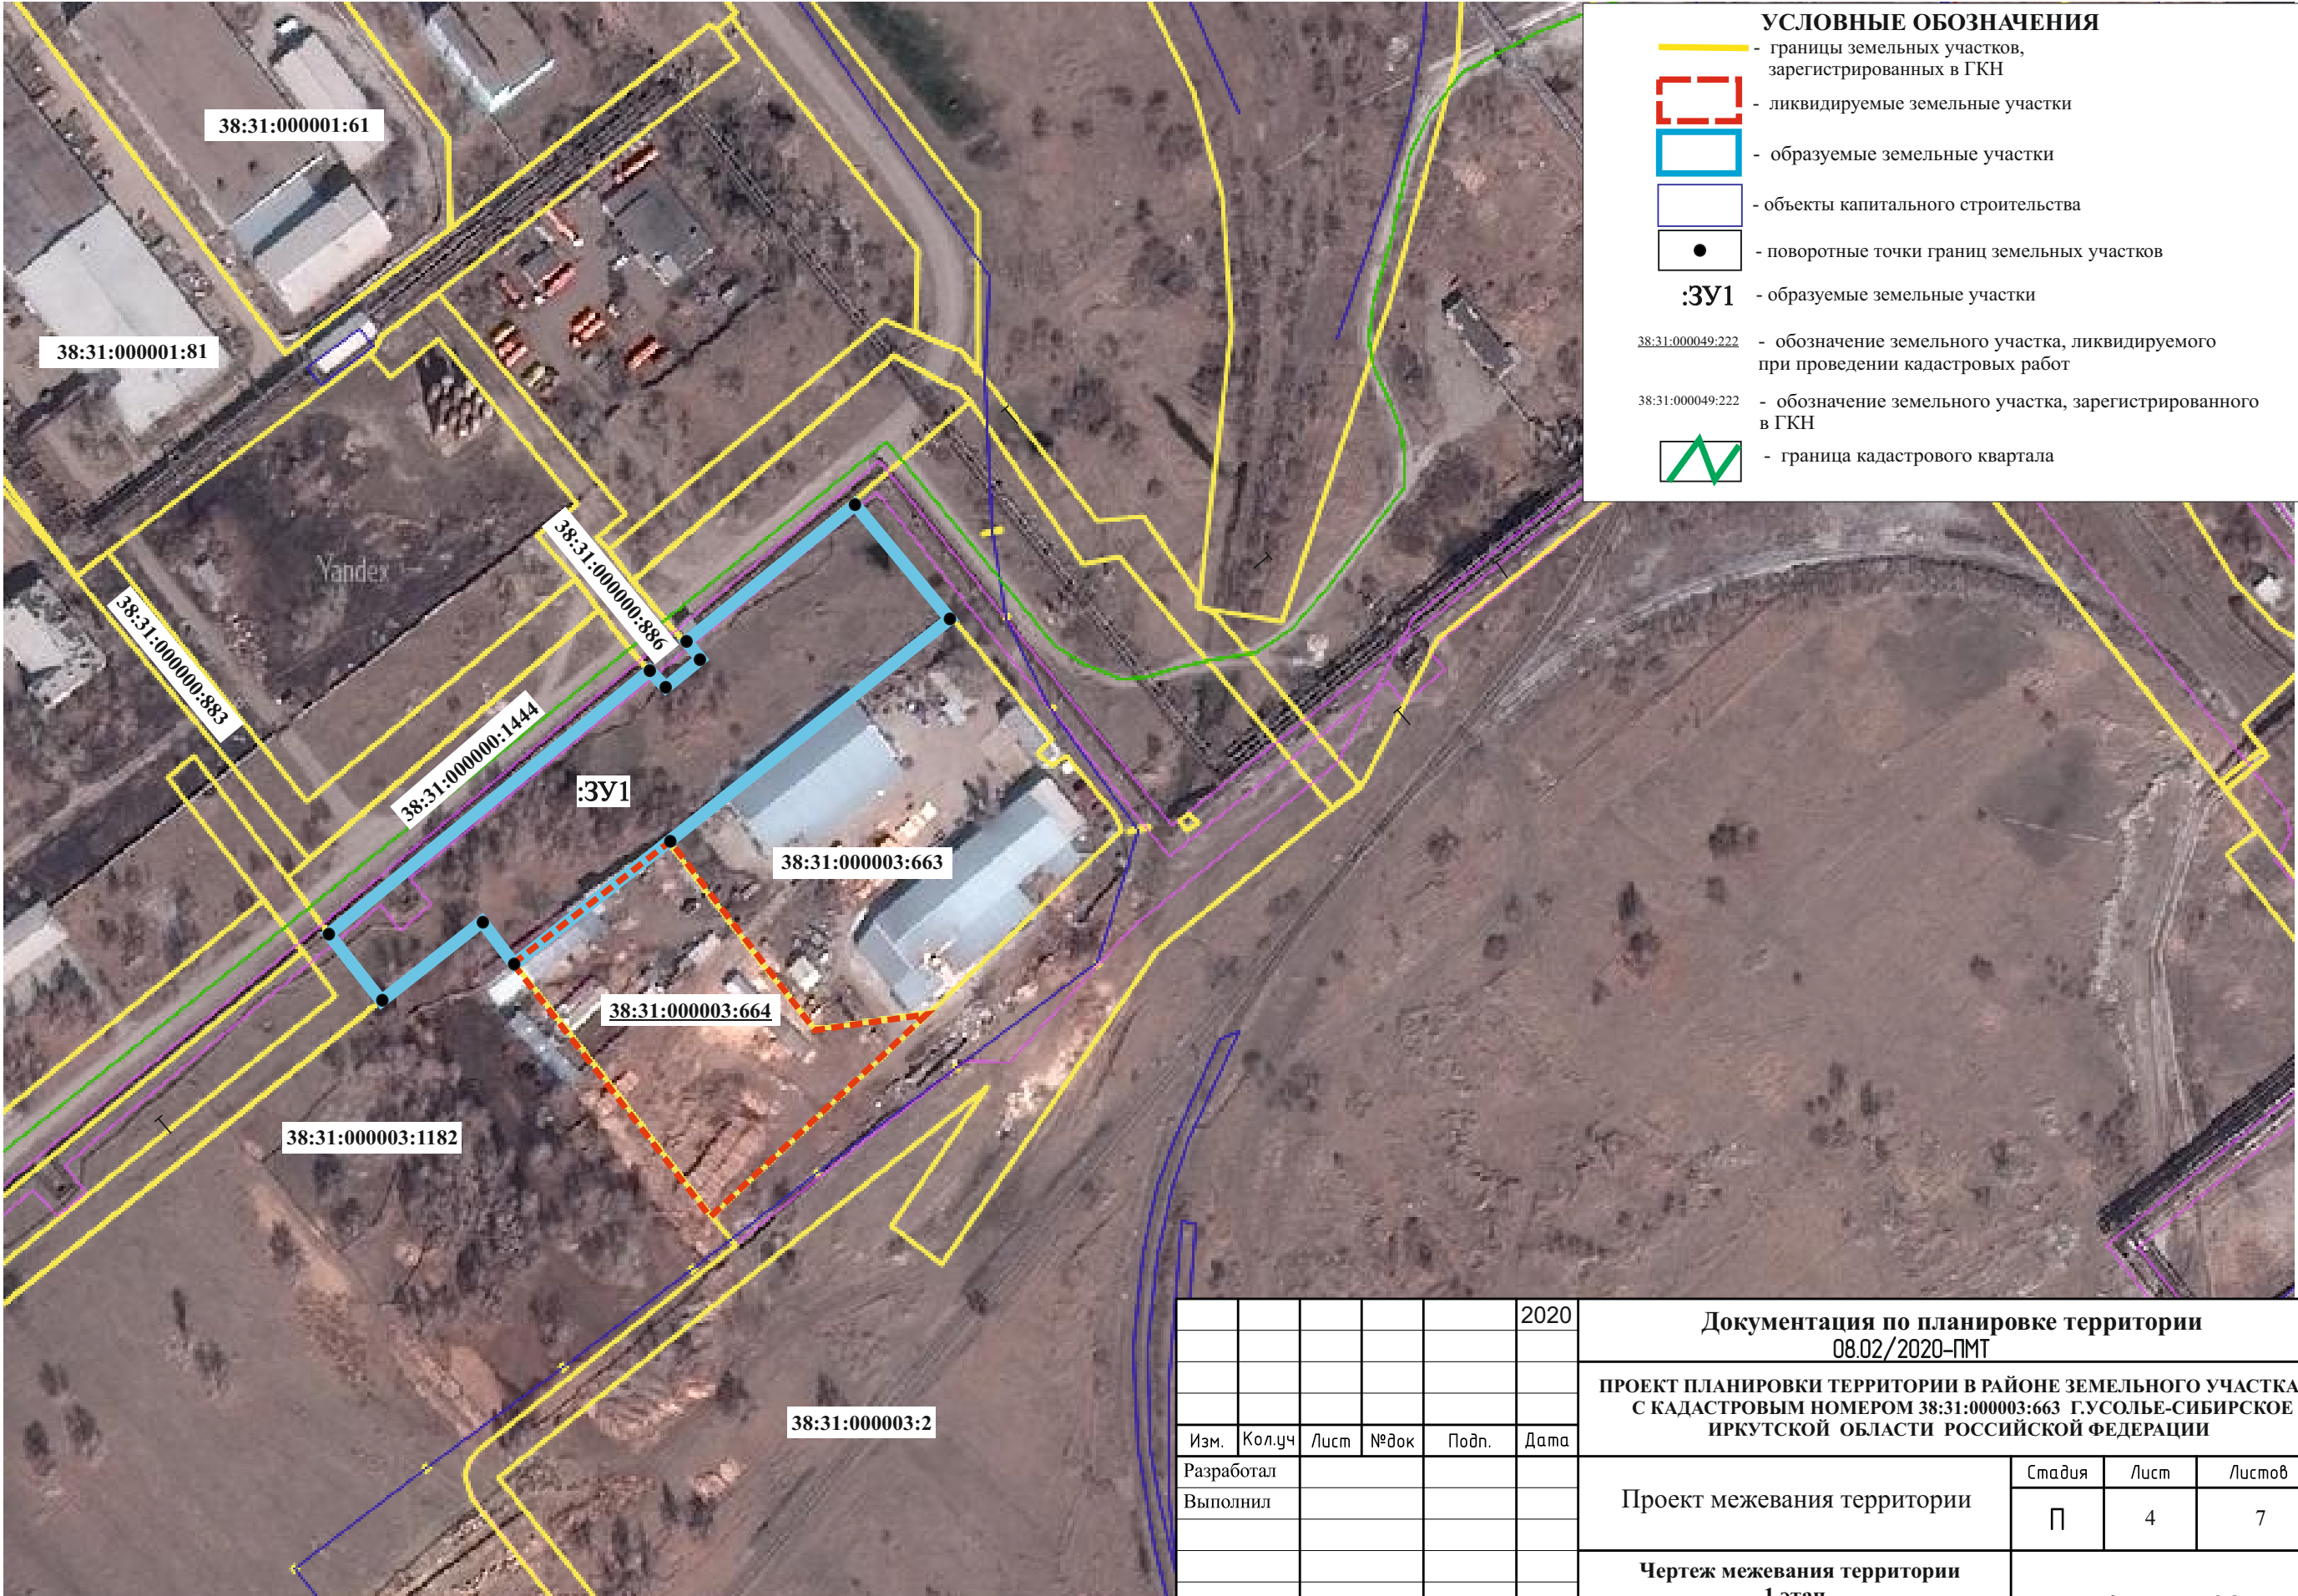 УСЛОВНЫЕ ОБОЗНАЧЕНИЯ
- границы земельных участков,
зарегистрированных в ГКН
- ликвидируемые земельные участки
- образуемые земельные участки
- объекты капитального строительства
- поворотные точки границ земельных участков
:ЗУ1 - образуемые земельные участки
38:31:000049:222 - обозначение земельного участка, ликвидируемого
при проведении кадастровых работ
38:31:000049:222 - обозначение земельного участка, зарегистрированного
в ГКН
- граница кадастрового квартала
38:31:000001:61
38:31:000001:81
Yandex
38:31:000000:886
38:31:000000:883
38:31:000000:1444
:ЗУ1
38:31:000003:663
38:31:000003:664
38:31:000003:1182
38:31:000003:2
2020
Документация по планировке территории
08.02/2020-ПМТ
ПРОЕКТ ПЛАНИРОВКИ ТЕРРИТОРИИ В РАЙОНЕ ЗЕМЕЛЬНОГО УЧАСТКА
С КАДАСТРОВЫМ НОМЕРОМ 38:31:000003:663 Г.УСОЛЬЕ-СИБИРСКОЕ
ИРКУТСКОЙ ОБЛАСТИ РОССИЙСКОЙ ФЕДЕРАЦИИ
Изм. Кол.уч Лист №док Подп. Дата
Разработал
Выполнил
Проект межевания территории
Стадия Лист Листов
П 4 7
Чертеж межевания территории
1 этап